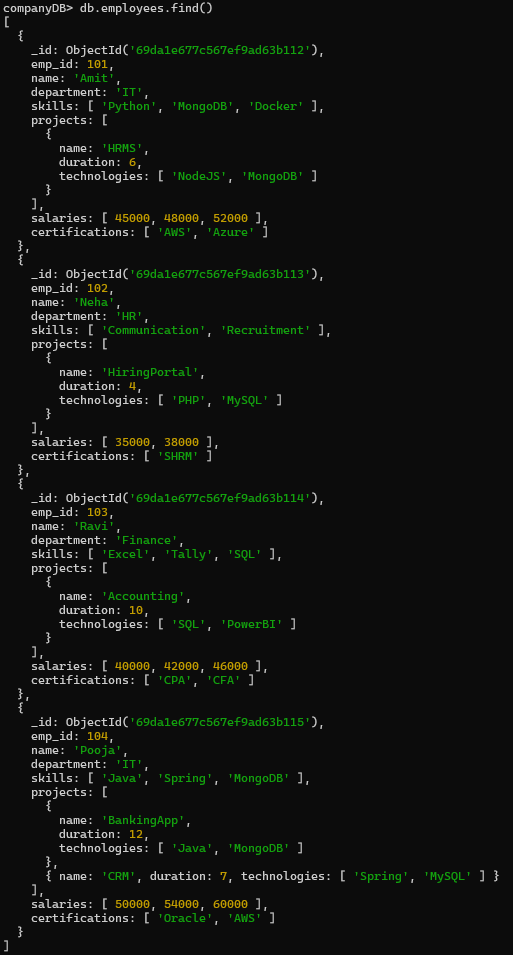 companyDB> db.employees.find()
[
  {
    _id: ObjectId('69da1e677c567ef9ad63b112'),
    emp_id: 101,
    name: 'Amit',
    department: 'IT',
    skills: [ 'Python', 'MongoDB', 'Docker' ],
    projects: [
      {
        name: 'HRMS',
        duration: 6,
        technologies: [ 'NodeJS', 'MongoDB' ]
      }
    ],
    salaries: [ 45000, 48000, 52000 ],
    certifications: [ 'AWS', 'Azure' ]
  },
  {
    _id: ObjectId('69da1e677c567ef9ad63b113'),
    emp_id: 102,
    name: 'Neha',
    department: 'HR',
    skills: [ 'Communication', 'Recruitment' ],
    projects: [
      {
        name: 'HiringPortal',
        duration: 4,
        technologies: [ 'PHP', 'MySQL' ]
      }
    ],
    salaries: [ 35000, 38000 ],
    certifications: [ 'SHRM' ]
  },
  {
    _id: ObjectId('69da1e677c567ef9ad63b114'),
    emp_id: 103,
    name: 'Ravi',
    department: 'Finance',
    skills: [ 'Excel', 'Tally', 'SQL' ],
    projects: [
      {
        name: 'Accounting',
        duration: 10,
        technologies: [ 'SQL', 'PowerBI' ]
      }
    ],
    salaries: [ 40000, 42000, 46000 ],
    certifications: [ 'CPA', 'CFA' ]
  },
  {
    _id: ObjectId('69da1e677c567ef9ad63b115'),
    emp_id: 104,
    name: 'Pooja',
    department: 'IT',
    skills: [ 'Java', 'Spring', 'MongoDB' ],
    projects: [
      {
        name: 'BankingApp',
        duration: 12,
        technologies: [ 'Java', 'MongoDB' ]
      },
      { name: 'CRM', duration: 7, technologies: [ 'Spring', 'MySQL' ] }
    ],
    salaries: [ 50000, 54000, 60000 ],
    certifications: [ 'Oracle', 'AWS' ]
  }
]